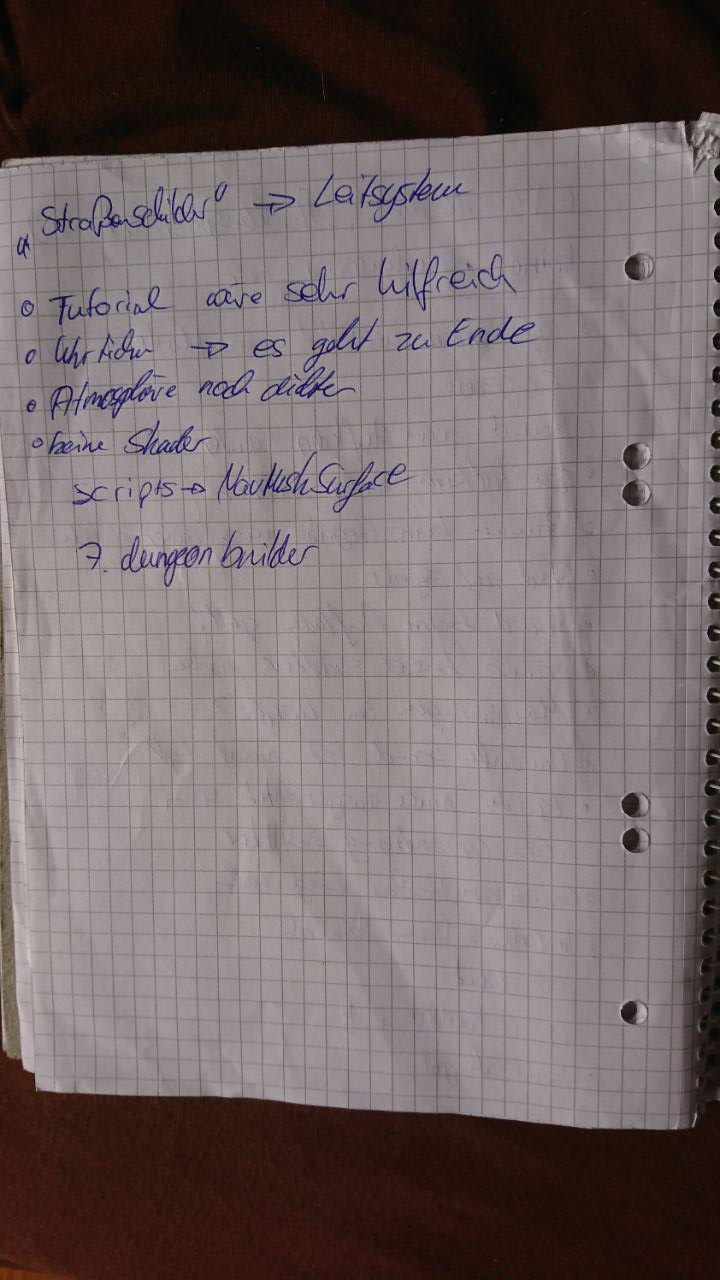 „Straßenschilder" → Leitsystem
o Tutorial wäre sehr hilfreich
o Uhr ticken → es geht zu Ende
o Atmosphäre noch dichter
o keine Shader
scripts → NavMeshSurface
7. dungeon builder